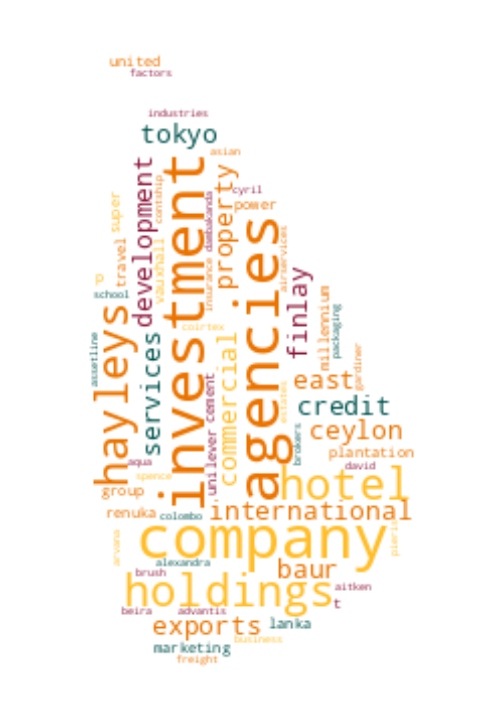 united
factors
industries
tokyo
asian
development
contship
investment
dambakanda
cyril
property
power
super
vauxhall
insurance
agencies
airservices
travel
p
school
hayleys
services
coirtex
commercial
finlay
millennium
packaging
gardiner
assetline
unilever
cement
estates
brokers
east
credit
ceylon
plantation
david
aqua
spence
hotel
group
renuka
colombo
international
company
pieris
arvana
alexandra
baur
brush
holdings
aitken
t
beira
advantis
exports
lanka
business
marketing
freight